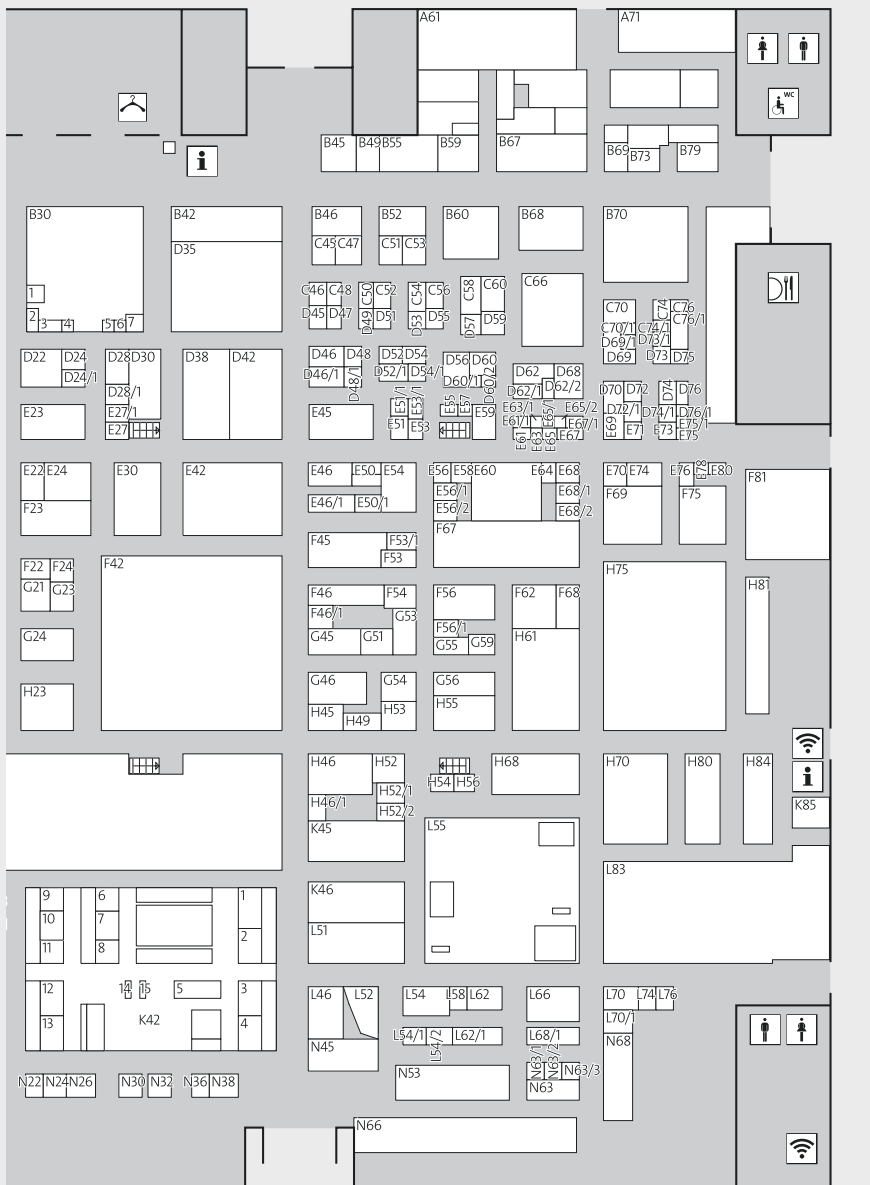 A61 A71
WC
B45 B49 B55 B59 B67 B69 B73 B79
B30 B42 B46 B52 B60 B68 B70
D35 C45 C47 C51 C53
C46 C48 C50 C52 C54 C56 C58 C60 C66 C70 C74 C76
1
2 3 4 5 6 7
D45 D47 D49 D51 D53 D55 D57 D59 C70/1 C74/1 C76/1
D69/1 D73/1
D69 D73 D75
D22 D24 D28 D30 D38 D42 D46 D48 D52 D54 D56 D60 D62 D68
D24/1 D46/1 D48/1 D52/1 D54/1 D60/1 D60/2 D62/1 D62/2
D28/1 D70 D72 D74 D76
E23 E27/1 E45 E51/1 E53/1 E55 E57 E59 E63/1 E65/1 E65/2 D72/1 D74/1 D76/1
E27 E51 E53 E61/1 E67/1 E75/1
E61 E63 E65 E67 E69 E71 E73 E75
E22 E24 E30 E42 E46 E50 E54 E56 E58 E60 E64 E68 E70 E74 E76 E78 E80
F81
E56/1 E68/1 F69 F75
F23 E46/1 E50/1 E56/2 E68/2
F67
F45 F53/1
F53
F22 F24 F42 H75
G21 G23 F46 F54 F56 F62 F68 H81
F46/1 G53
F56/1
G24 G45 G51 G55 G59 H61
G46 G54 G56
H23 H45 H49 H53 H55
H46 H52 H54 H56 H68 H70 H80 H84
H46/1 H52/1 K85
H52/2
K45 L55
L83
9 6 1 K46
10 7
11 8 2 L51
12 14 15 5 3 L46 L52 L54 L58 L62 L66 L70 L74 L76
13 K42 4 L70/1
N45 L54/1 L54/2 L62/1 L68/1 N68
N53 N63/1 N63/2 N63/3
N22 N24 N26 N30 N32 N36 N38 N63
N66